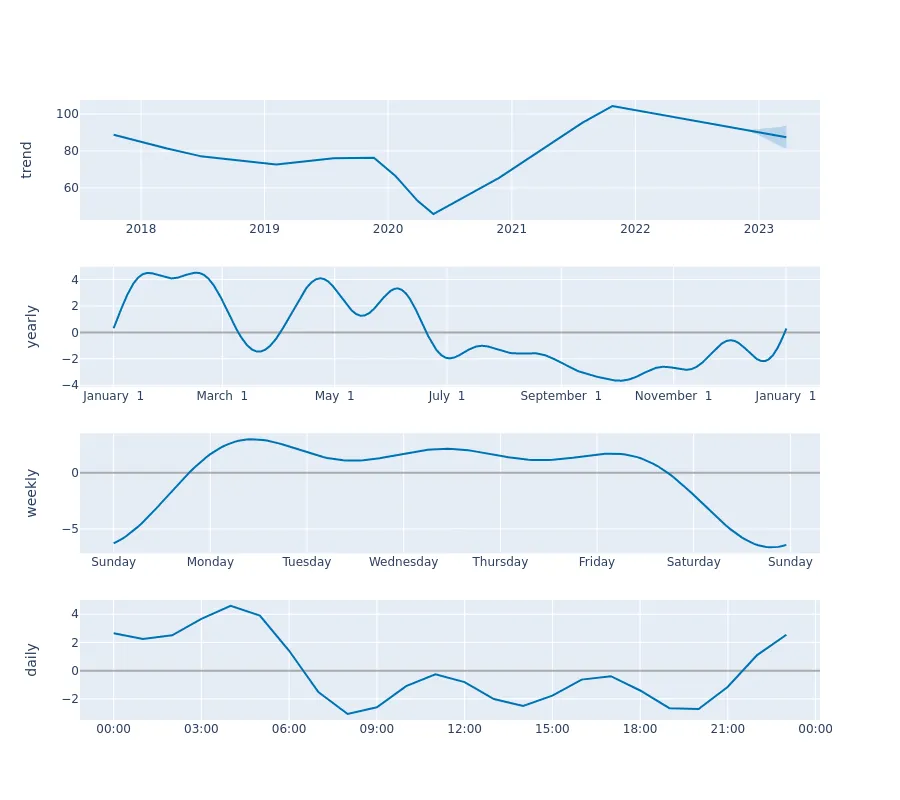 trend
100
80
60
2018 2019 2020 2021 2022 2023
yearly
4
2
0
−2
−4
January 1 March 1 May 1 July 1 September 1 November 1 January 1
weekly
0
−5
Sunday Monday Tuesday Wednesday Thursday Friday Saturday Sunday
daily
4
2
0
−2
00:00 03:00 06:00 09:00 12:00 15:00 18:00 21:00 00:00